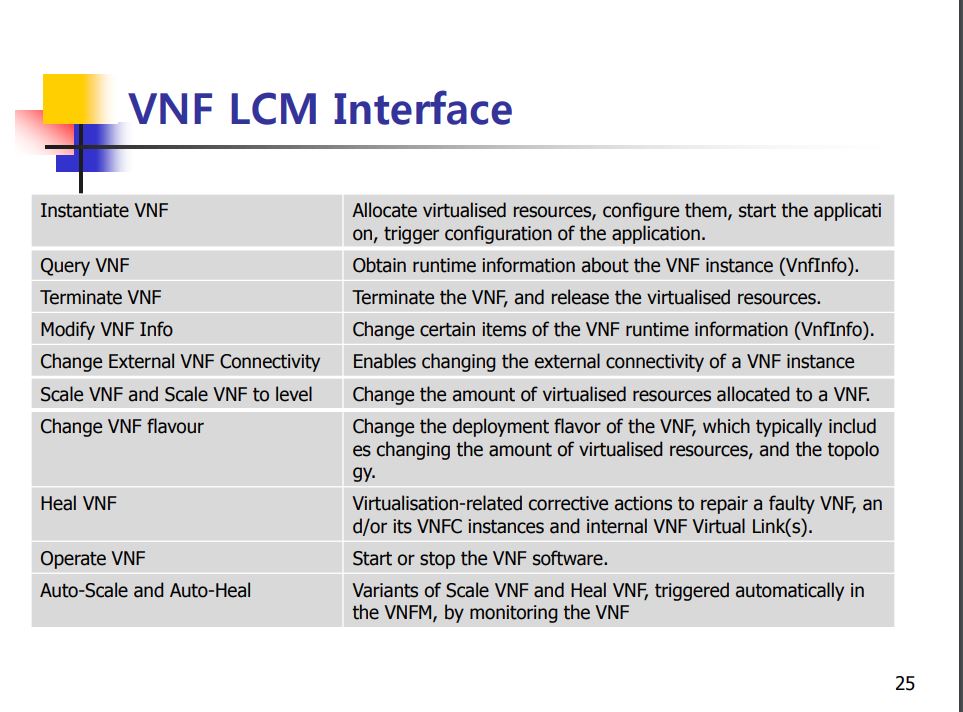 VNF LCM Interface
Instantiate VNF
Allocate virtualised resources, configure them, start the applicati
on, trigger configuration of the application.
Query VNF
Obtain runtime information about the VNF instance (VnfInfo).
Terminate VNF
Terminate the VNF, and release the virtualised resources.
Modify VNF Info
Change certain items of the VNF runtime information (VnfInfo).
Change External VNF Connectivity
Enables changing the external connectivity of a VNF instance
Scale VNF and Scale VNF to level
Change the amount of virtualised resources allocated to a VNF.
Change VNF flavour
Change the deployment flavor of the VNF, which typically includ
es changing the amount of virtualised resources, and the topolo
gy.
Heal VNF
Virtualisation-related corrective actions to repair a faulty VNF, an
d/or its VNFC instances and internal VNF Virtual Link(s).
Operate VNF
Start or stop the VNF software.
Auto-Scale and Auto-Heal
Variants of Scale VNF and Heal VNF, triggered automatically in
the VNFM, by monitoring the VNF
25